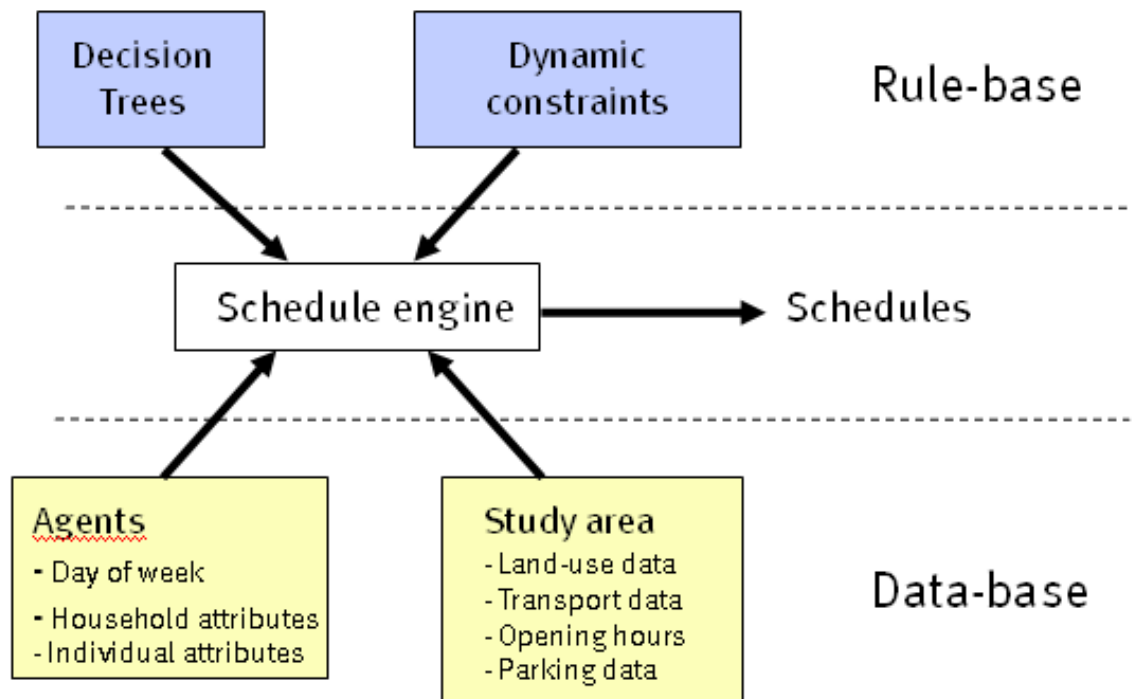 Decision
Trees
Dynamic
constraints
Rule-base
Schedule engine
Schedules
Agents
- Day of week
- Household attributes
- Individual attributes
Study area
- Land-use data
- Transport data
- Opening hours
- Parking data
Data-base